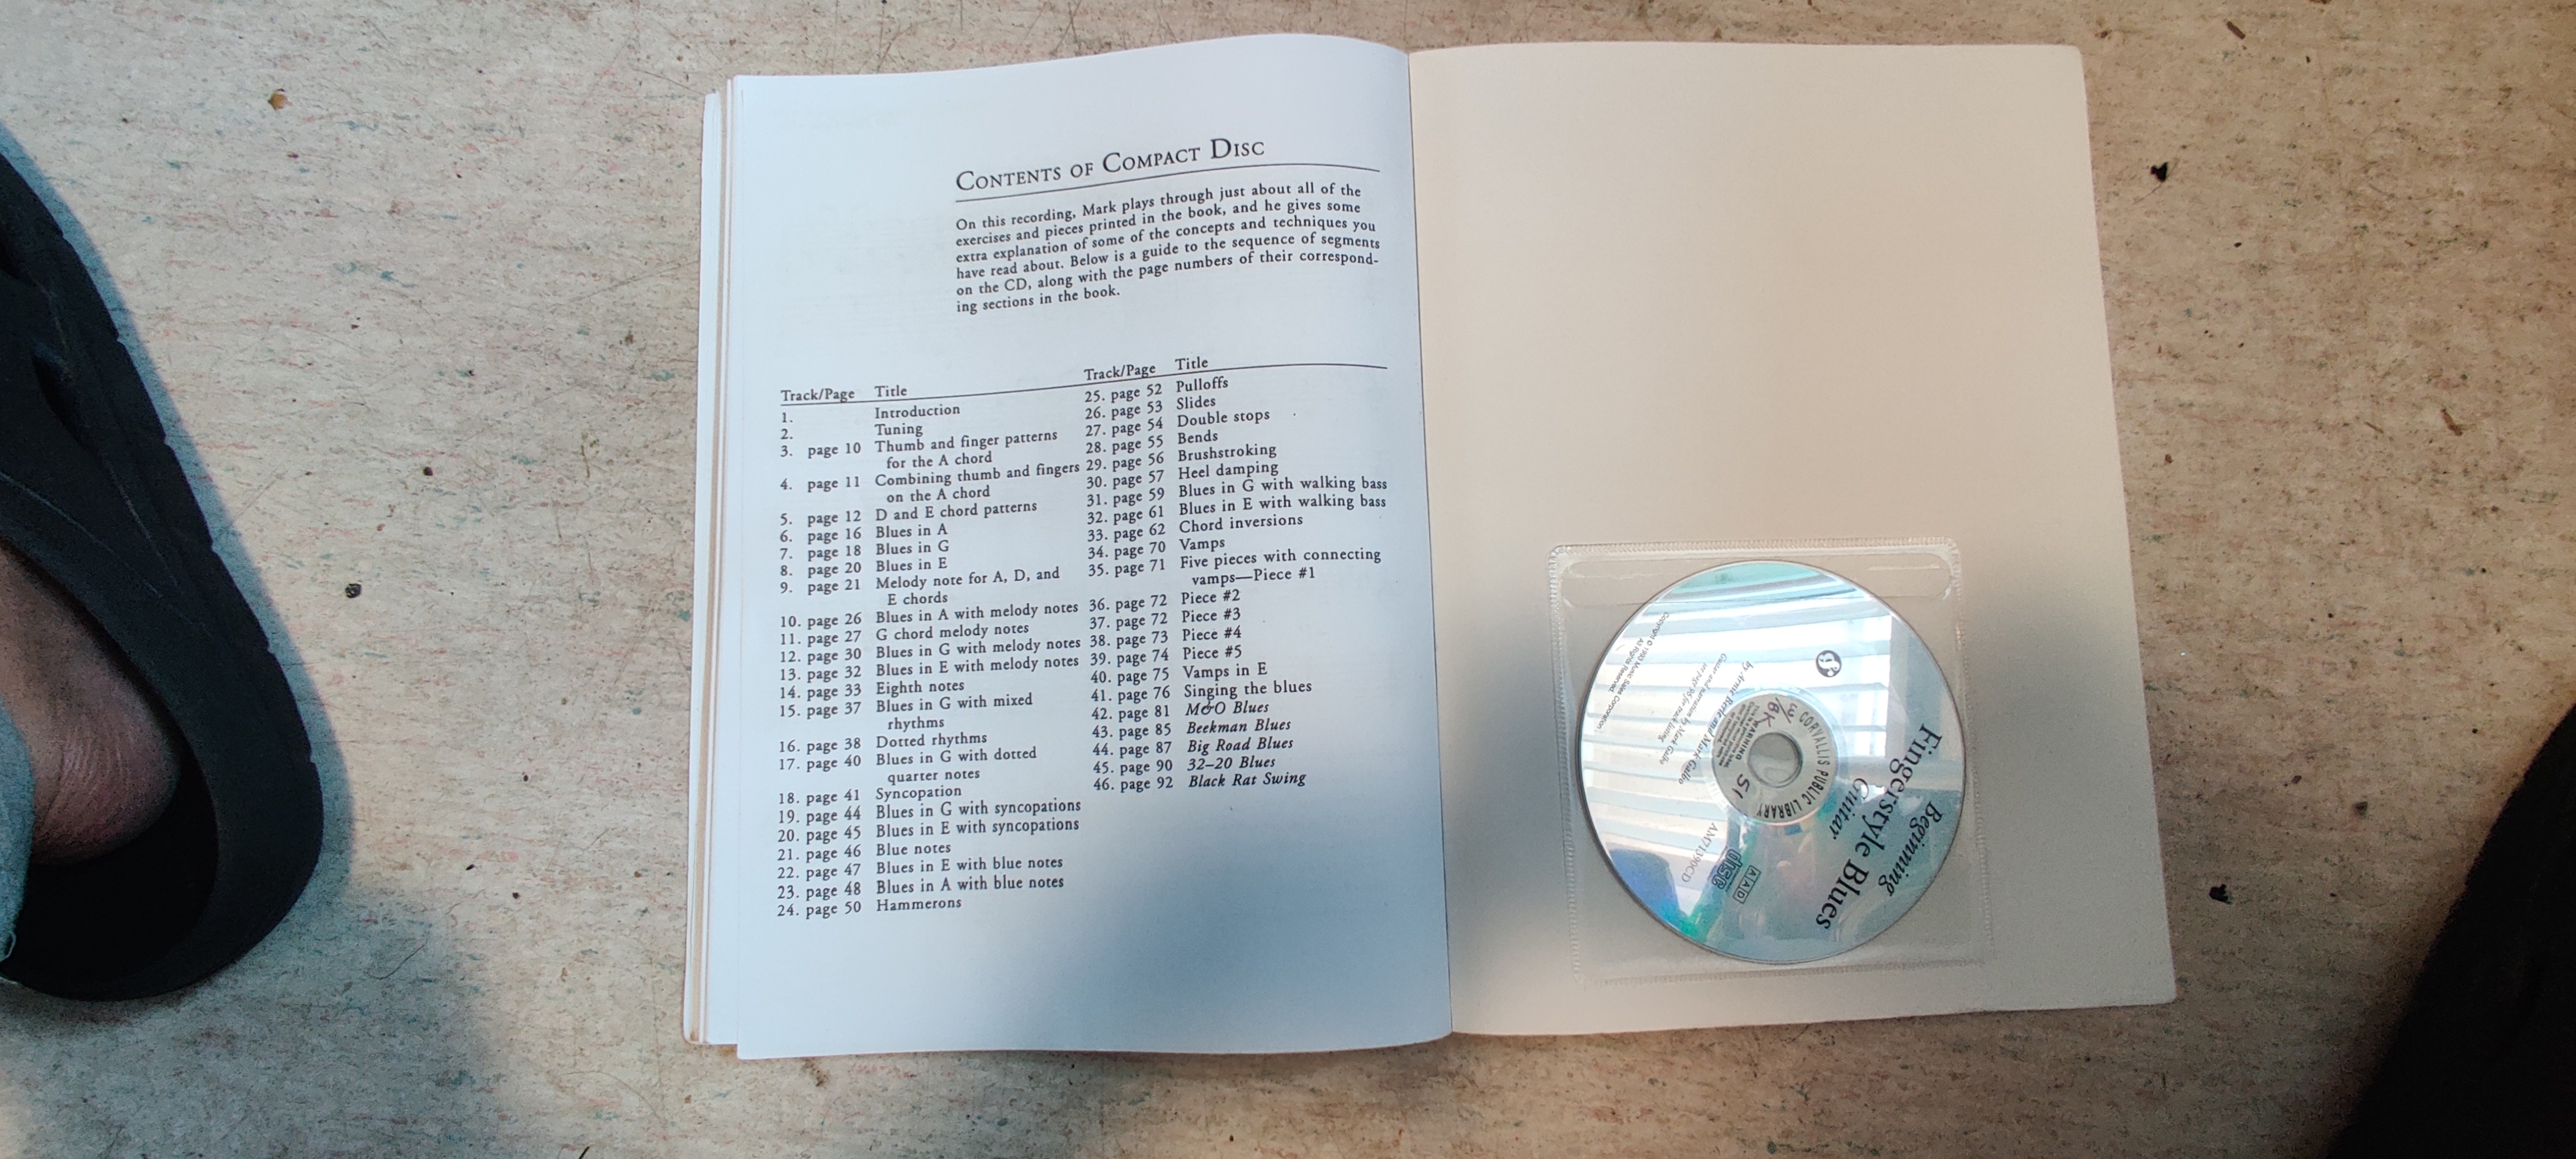 CONTENTS OF COMPACT DISC
On this recording, Mark plays through just about all of the
exercises and pieces printed in the book, and he gives some
extra explanation of some of the concepts and techniques you
have read about. Below is a guide to the sequence of segments
on the CD, along with the page numbers of their correspond-
ing sections in the book.
Track/Page Title
1. Introduction
2. Tuning
3. page 10 Thumb and finger patterns
for the A chord
4. page 11 Combining thumb and fingers
on the A chord
5. page 12 D and E chord patterns
6. page 16 Blues in A
7. page 18 Blues in G
8. page 20 Blues in E
9. page 21 Melody note for A, D, and
E chords
10. page 26 Blues in A with melody notes
11. page 27 G chord melody notes
12. page 30 Blues in G with melody notes
13. page 32 Blues in E with melody notes
14. page 33 Eighth notes
15. page 37 Blues in G with mixed
rhythms
16. page 38 Dotted rhythms
17. page 40 Blues in G with dotted
quarter notes
18. page 41 Syncopation
19. page 44 Blues in G with syncopations
20. page 45 Blues in E with syncopations
21. page 46 Blue notes
22. page 47 Blues in E with blue notes
23. page 48 Blues in A with blue notes
24. page 50 Hammerons
Track/Page Title
25. page 52 Pulloffs
26. page 53 Slides
27. page 54 Double stops
28. page 55 Bends
29. page 56 Brushstroking
30. page 57 Heel damping
31. page 59 Blues in G with walking bass
32. page 61 Blues in E with walking bass
33. page 62 Chord inversions
34. page 70 Vamps
35. page 71 Five pieces with connecting
vamps—Piece #1
36. page 72 Piece #2
37. page 72 Piece #3
38. page 73 Piece #4
39. page 74 Piece #5
40. page 75 Vamps in E
41. page 76 Singing the blues
42. page 81 M&O Blues
43. page 85 Beekman Blues
44. page 87 Big Road Blues
45. page 90 32–20 Blues
46. page 92 Black Rat Swing
Beginning
Fingerstyle Blues
Guitar
CORVALLIS PUBLIC LIBRARY
W/BK
51
WARNING
AAD
disc
AM71390CD
by Arnie Berle and Mark Galbo
Guitar and narration by Mark Galbo
see page 96 for track listing
Copyright © 1993 Music Sales Corporation
All Rights Reserved.